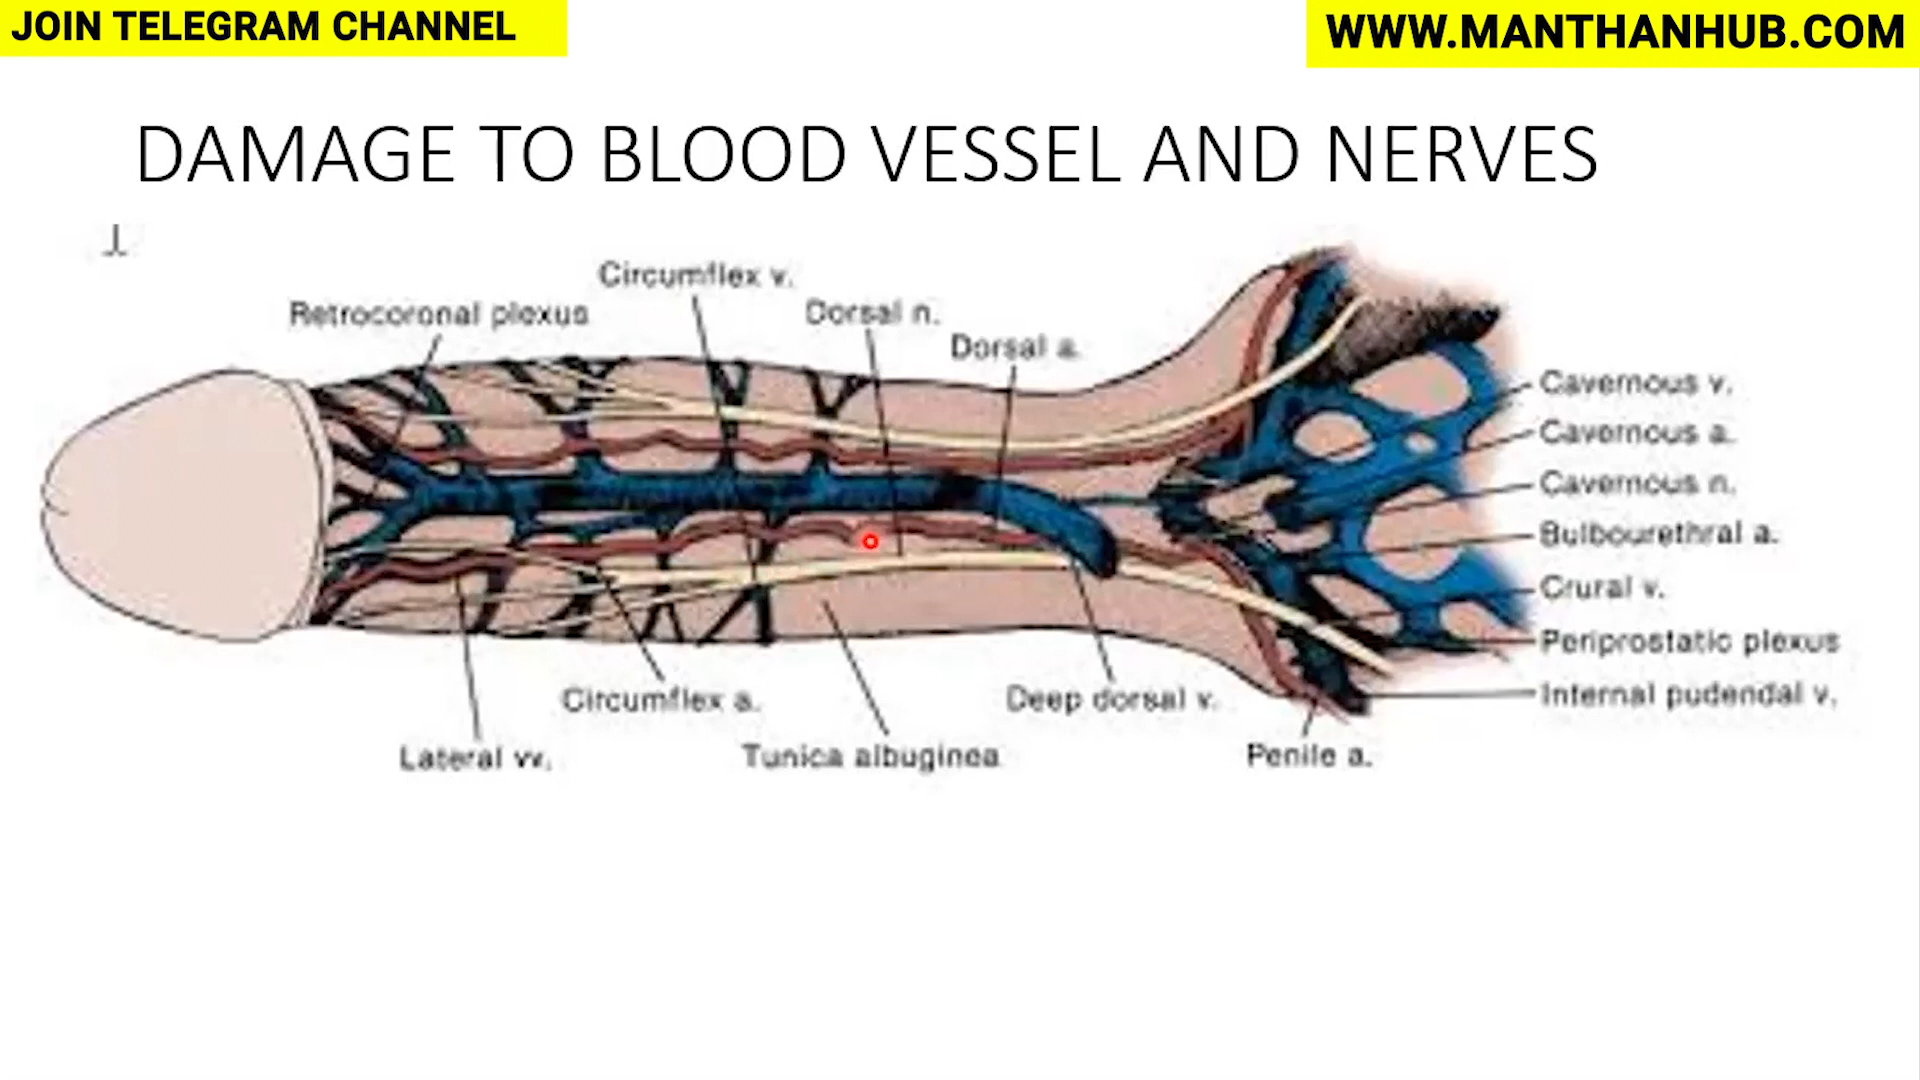 JOIN TELEGRAM CHANNEL
WWW.MANTHANHUB.COM
DAMAGE TO BLOOD VESSEL AND NERVES
Circumflex v.
Retrocoronal plexus
Dorsal n.
Dorsal a.
Cavernous v.
Cavernous a.
Cavernous n.
Bulbourethral a.
Crural v.
Periprostatic plexus
Internal pudendal v.
Circumflex a.
Deep dorsal v.
Lateral vv.
Tunica albuginea
Penile a.